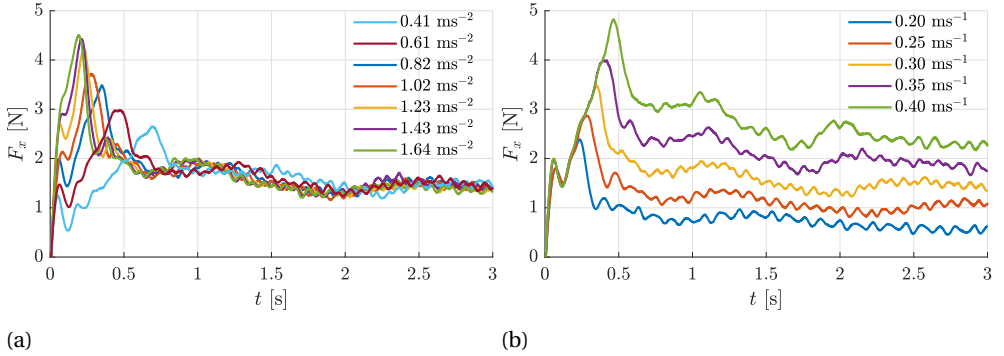 5
4
3
2
1
0
0 0.5 1 1.5 2 2.5 3
F_x [N]
t [s]
0.41 ms⁻²
0.61 ms⁻²
0.82 ms⁻²
1.02 ms⁻²
1.23 ms⁻²
1.43 ms⁻²
1.64 ms⁻²
(a)
5
4
3
2
1
0
0 0.5 1 1.5 2 2.5 3
F_x [N]
t [s]
0.20 ms⁻¹
0.25 ms⁻¹
0.30 ms⁻¹
0.35 ms⁻¹
0.40 ms⁻¹
(b)